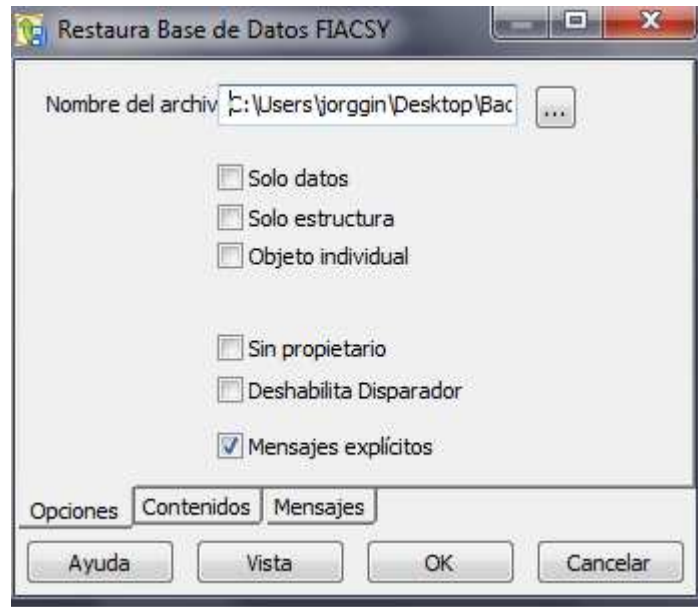 Restaura Base de Datos FIACSY
Nombre del archiv C:\Users\jorggin\Desktop\Bac ...
Solo datos
Solo estructura
Objeto individual
Sin propietario
Deshabilita Disparador
Mensajes explícitos
Opciones Contenidos Mensajes
Ayuda Vista OK Cancelar